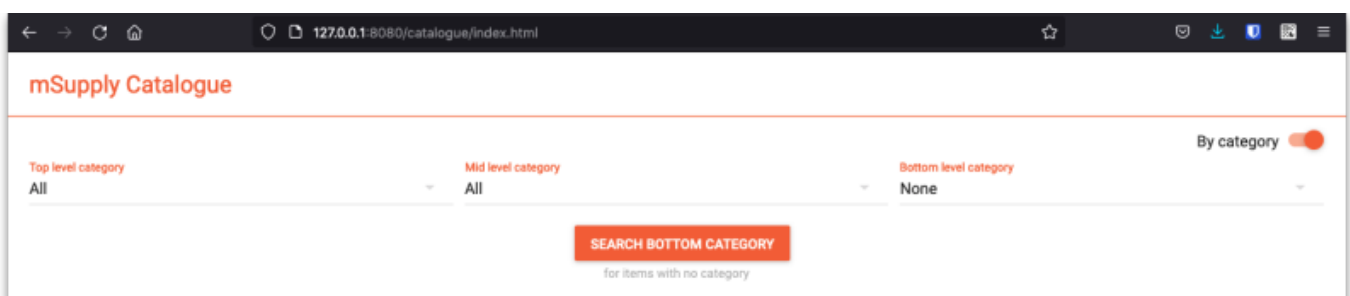 127.0.0.1:8080/catalogue/index.html
mSupply Catalogue
By category
Top level category Mid level category Bottom level category
All All None
SEARCH BOTTOM CATEGORY
for items with no category